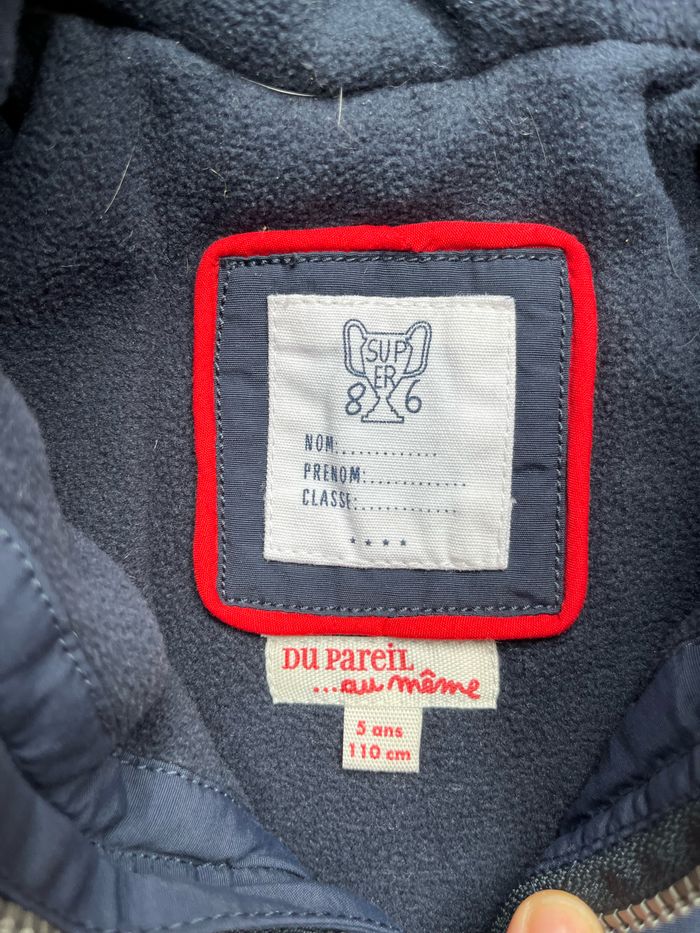 SUP
ER
8 6
NOM:.............
PRENOM:.............
CLASSE:.............
DU PAREIL
...au même
5 ans
110 cm